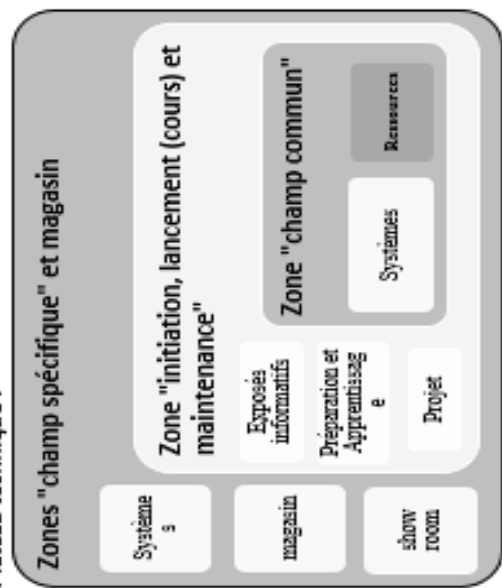 Zones "champ spécifique" et magasin
Système
s
magasin
show
room
Zone "initiation, lancement (cours) et
maintenance"
Exposés
informatifs
Préparation et
Apprentissag
e
Projet
Zone "champ commun"
Systèmes
Ressources